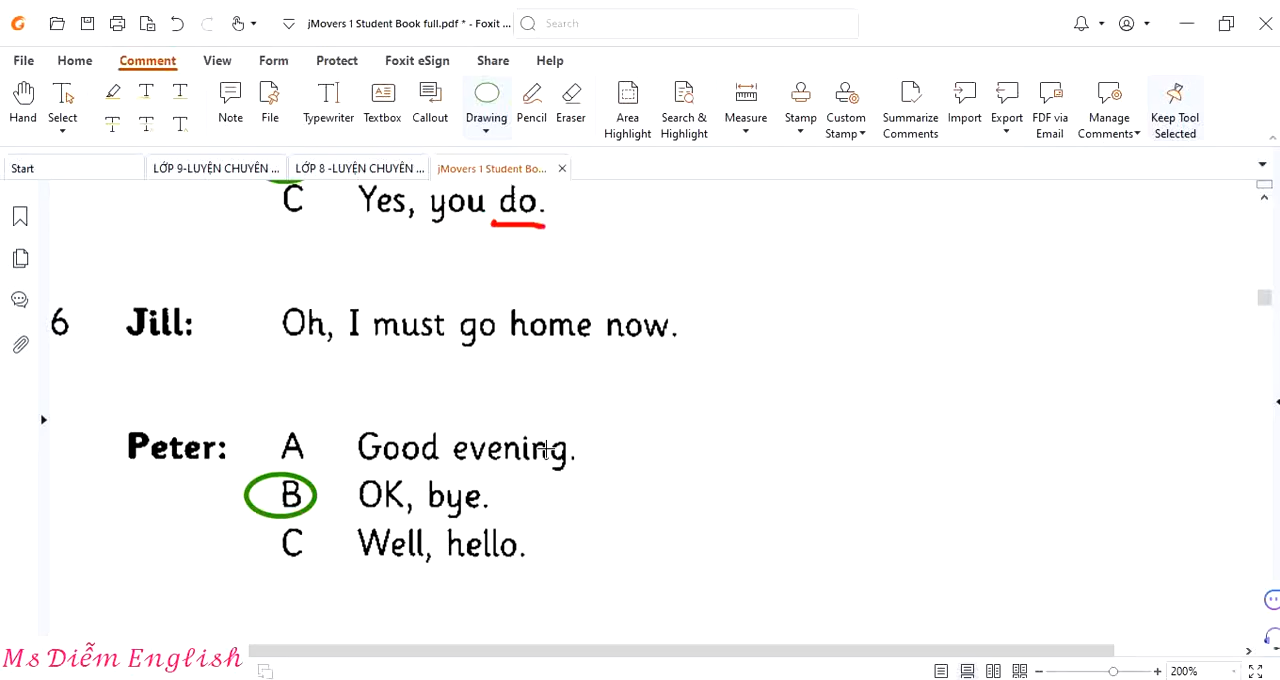 jMovers 1 Student Book full.pdf * - Foxit ...
Search
File Home Comment View Form Protect Foxit eSign Share Help
Hand Select Note File Typewriter Textbox Callout Drawing Pencil Eraser Area Highlight Search & Highlight Measure Stamp Custom Stamp Summarize Comments Import Export FDF via Email Manage Comments Keep Tool Selected
Start LỚP 9-LUYỆN CHUYÊN ... LỚP 8 -LUYỆN CHUYÊN ... jMovers 1 Student Bo...
C Yes, you do.
6 Jill: Oh, I must go home now.
Peter: A Good evening.
B OK, bye.
C Well, hello.
Ms Diễm English
200%